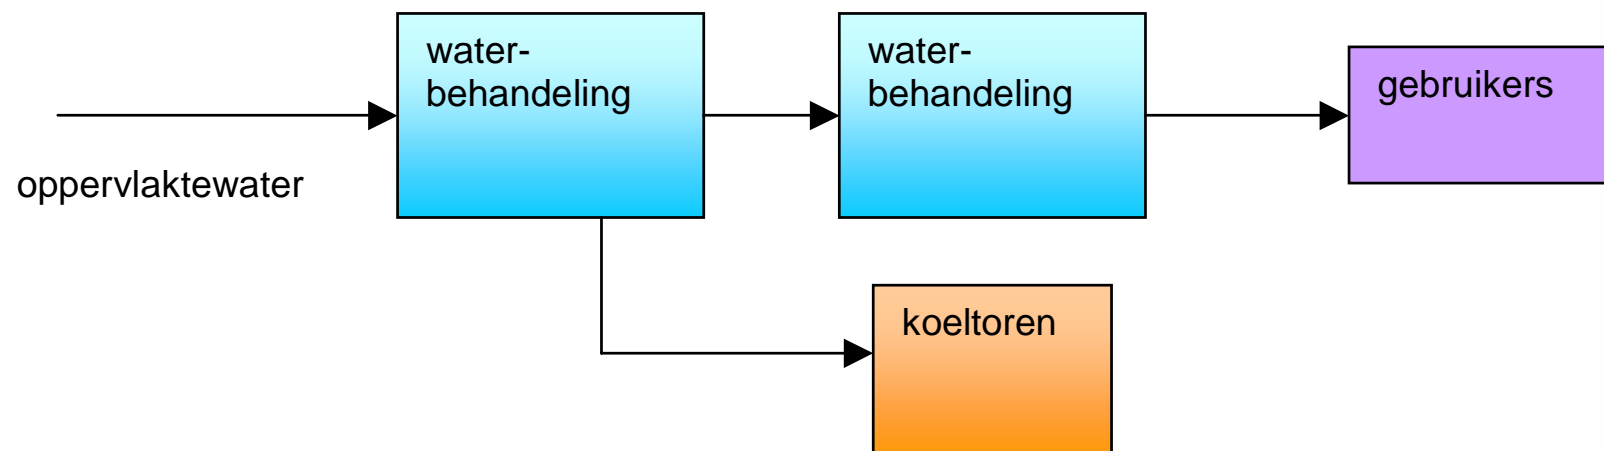 water-
behandeling
water-
behandeling
gebruikers
oppervlaktewater
koeltoren